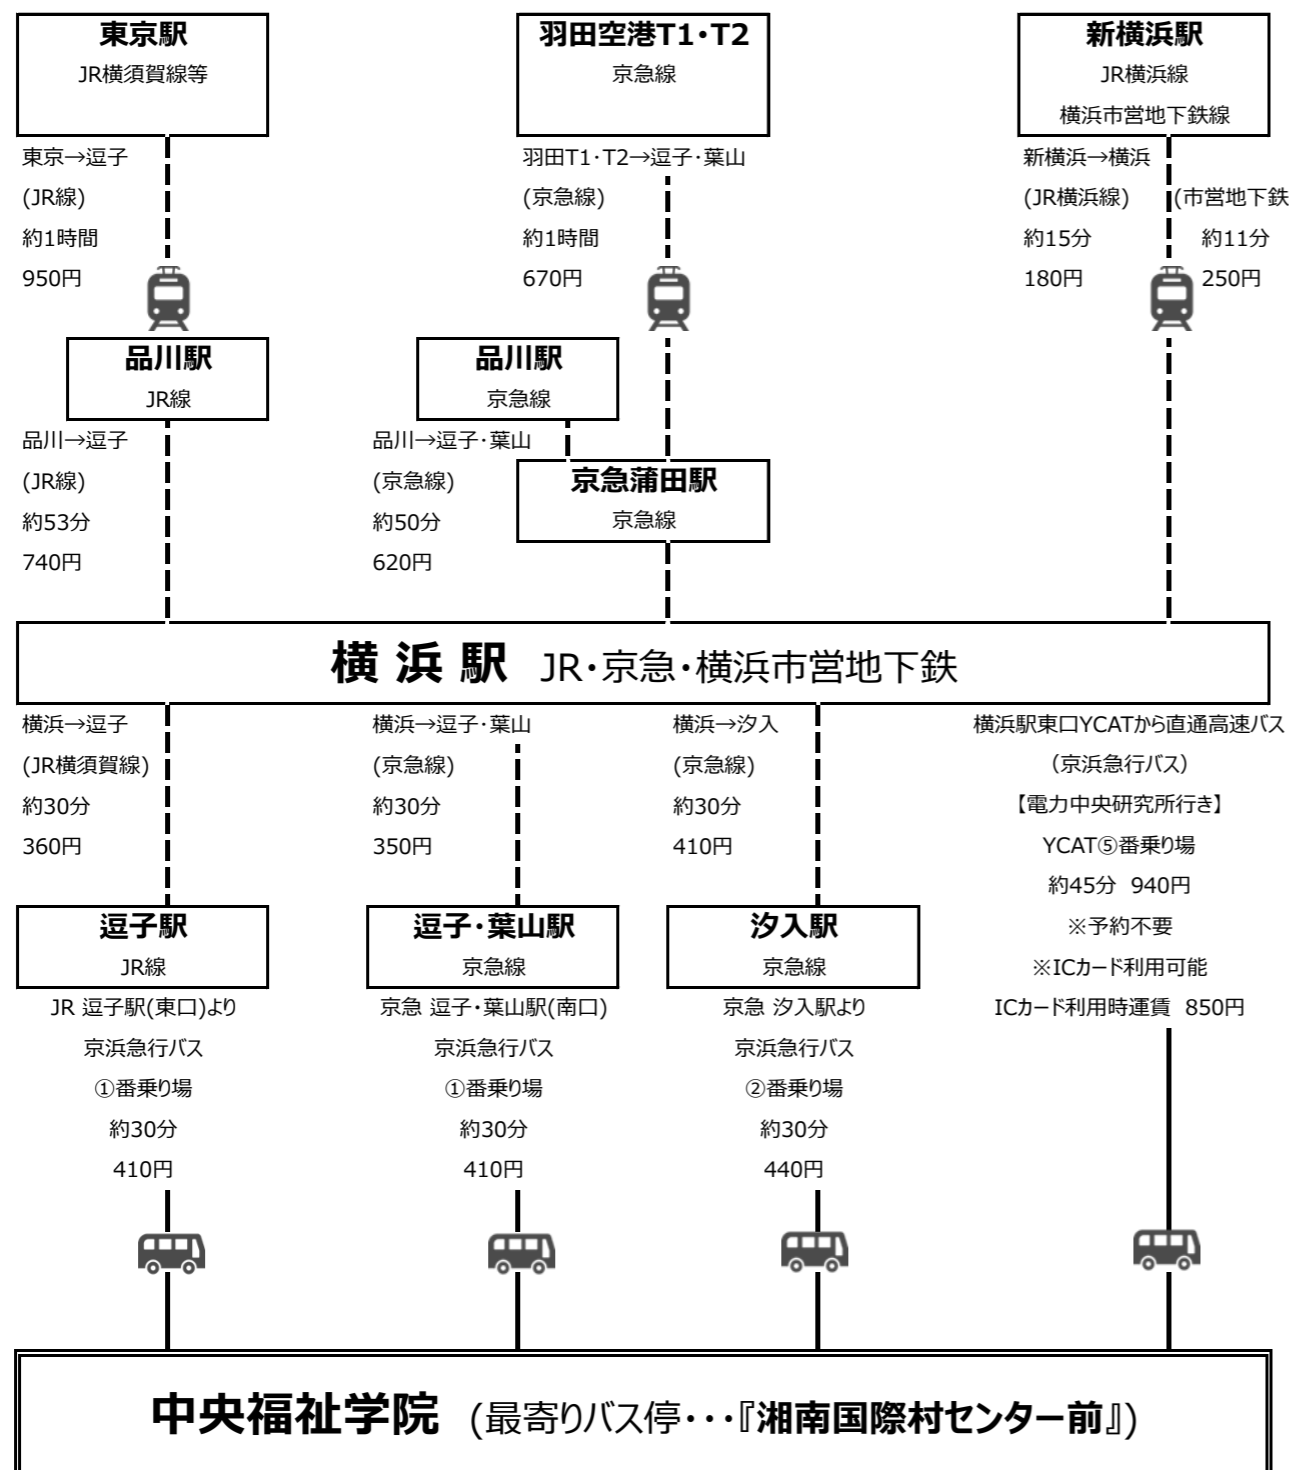 東京駅
JR横須賀線等
羽田空港T1・T2
京急線
新横浜駅
JR横浜線
横浜市営地下鉄線
東京→逗子
(JR線)
約1時間
950円
羽田T1・T2→逗子・葉山
(京急線)
約1時間
670円
新横浜→横浜
(JR横浜線) (市営地下鉄
約15分 約11分
180円 250円
品川駅
JR線
品川→逗子
(JR線)
約53分
740円
品川駅
京急線
品川→逗子・葉山
(京急線)
約50分
620円
京急蒲田駅
京急線
横浜駅 JR・京急・横浜市営地下鉄
横浜→逗子
(JR横須賀線)
約30分
360円
横浜→逗子・葉山
(京急線)
約30分
350円
横浜→汐入
(京急線)
約30分
410円
横浜駅東口YCATから直通高速バス
(京浜急行バス)
【電力中央研究所行き】
YCAT⑤番乗り場
約45分 940円
※予約不要
※ICカード利用可能
ICカード利用時運賃 850円
逗子駅
JR線
JR 逗子駅(東口)より
京浜急行バス
①番乗り場
約30分
410円
逗子・葉山駅
京急線
京急 逗子・葉山駅(南口)
京浜急行バス
①番乗り場
約30分
410円
汐入駅
京急線
京急 汐入駅より
京浜急行バス
②番乗り場
約30分
440円
中央福祉学院 (最寄りバス停・・・『湘南国際村センター前』)